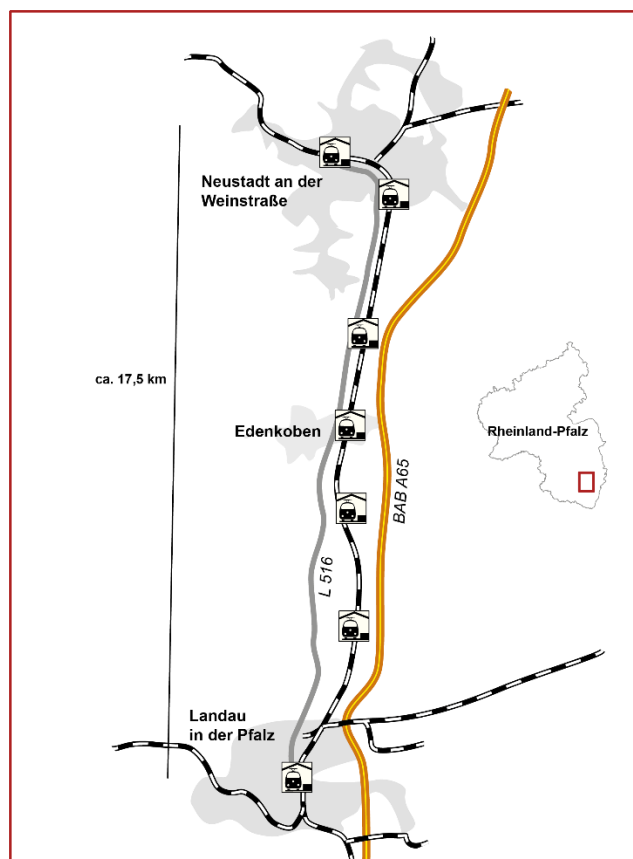 Neustadt an der
Weinstraße
ca. 17,5 km
Edenkoben
Rheinland-Pfalz
BAB A65
L 516
Landau
in der Pfalz